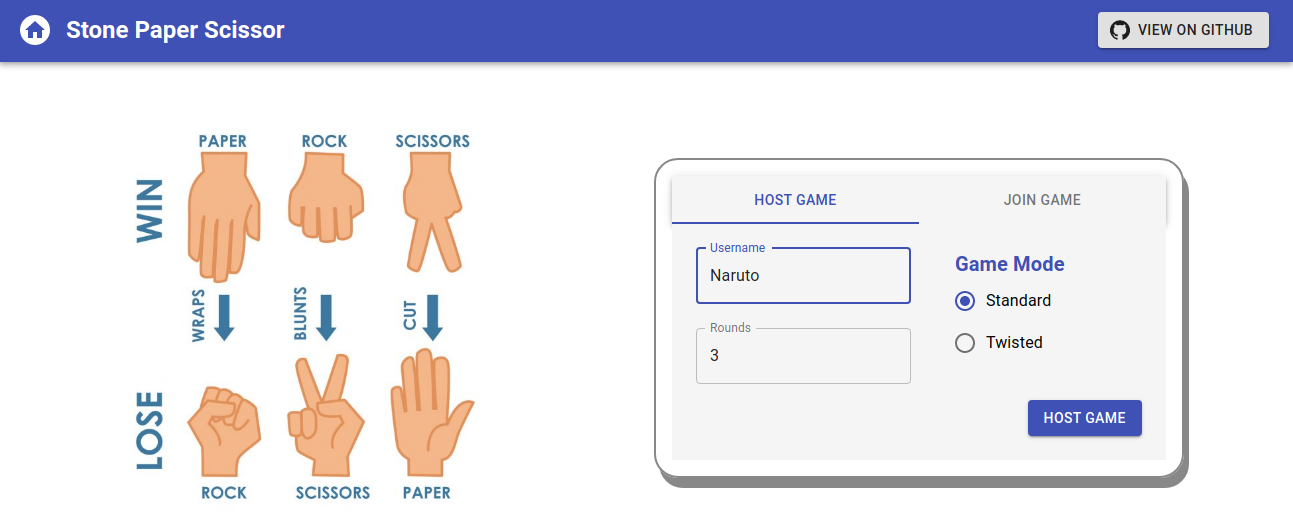 Stone Paper Scissor
VIEW ON GITHUB
PAPER ROCK SCISSORS
WIN
WRAPS BLUNTS CUT
LOSE
ROCK SCISSORS PAPER
HOST GAME JOIN GAME
Username
Naruto
Rounds
3
Game Mode
Standard
Twisted
HOST GAME